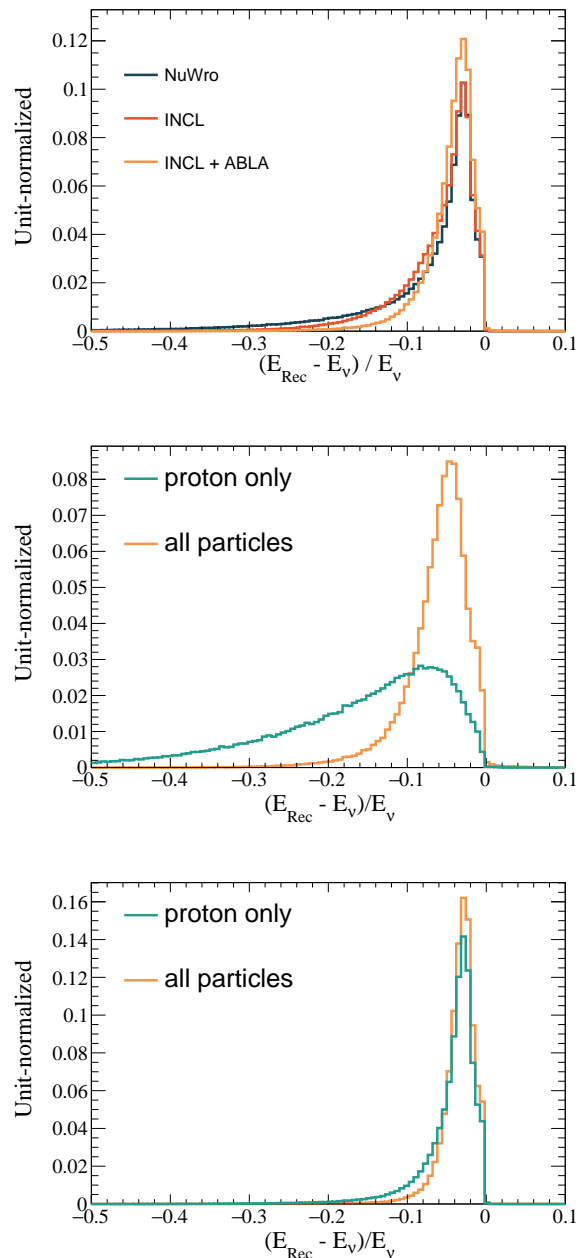 0.12
0.1
0.08
0.06
0.04
0.02
0
Unit-normalized
NuWro
INCL
INCL + ABLA
−0.5 −0.4 −0.3 −0.2 −0.1 0 0.1
(E_Rec - E_ν) / E_ν
0.08
0.07
0.06
0.05
0.04
0.03
0.02
0.01
0
Unit-normalized
proton only
all particles
−0.5 −0.4 −0.3 −0.2 −0.1 0 0.1
(E_Rec - E_ν)/E_ν
0.16
0.14
0.12
0.10
0.08
0.06
0.04
0.02
0.00
Unit-normalized
proton only
all particles
−0.5 −0.4 −0.3 −0.2 −0.1 0 0.1
(E_Rec - E_ν)/E_ν